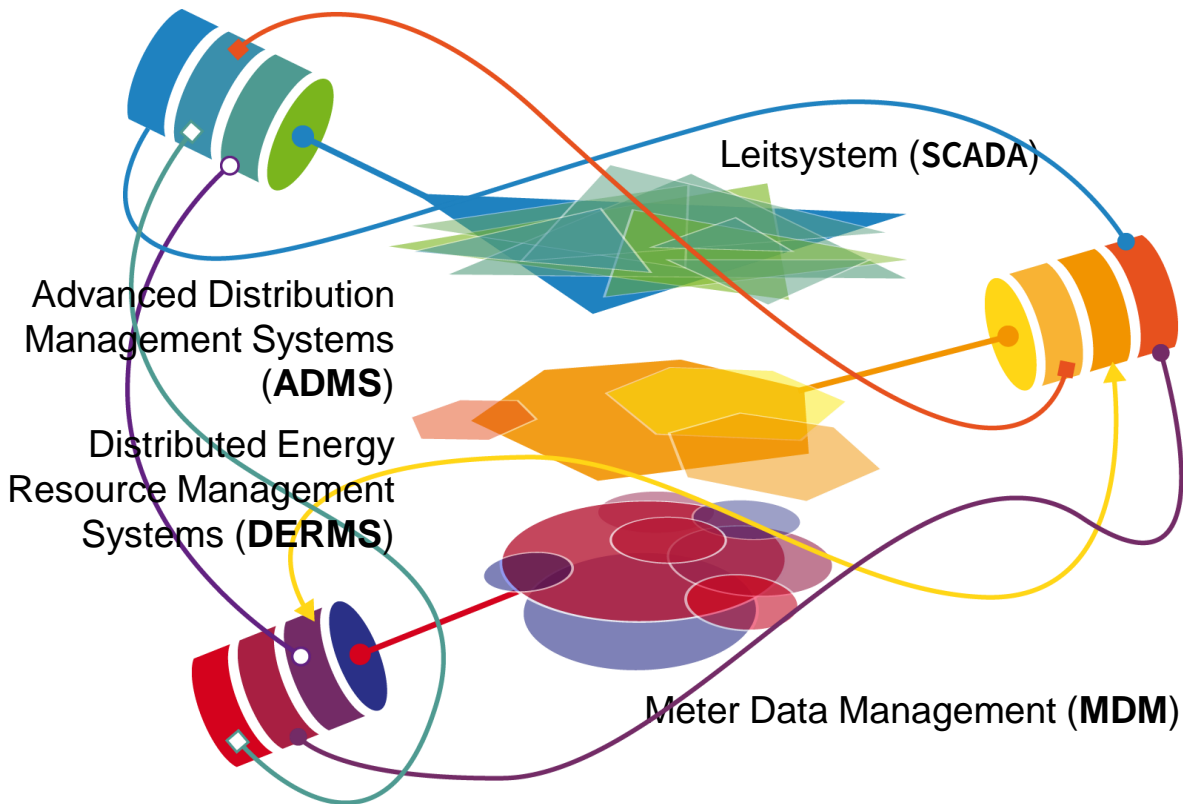 Leitsystem (SCADA)
Advanced Distribution
Management Systems
(ADMS)
Distributed Energy
Resource Management
Systems (DERMS)
Meter Data Management (MDM)